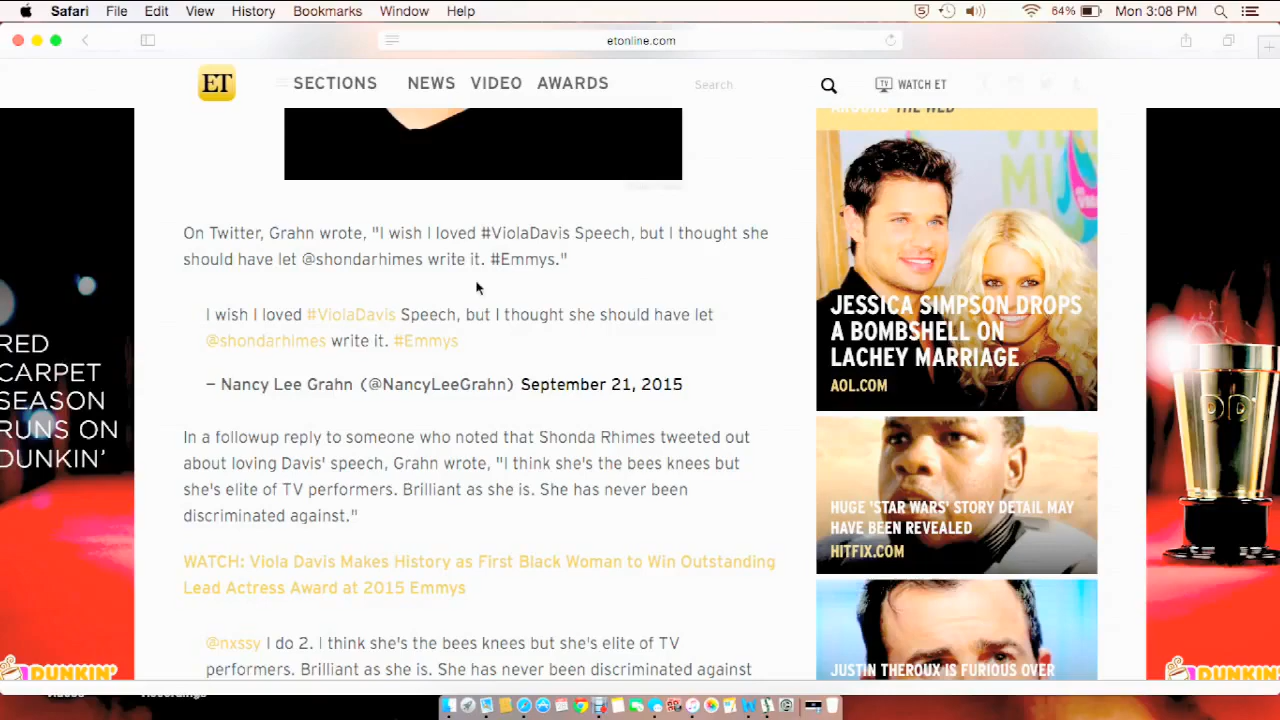 Safari File Edit View History Bookmarks Window Help
64% Mon 3:08 PM
etonline.com
ET SECTIONS NEWS VIDEO AWARDS Search WATCH ET
THE WEB
On Twitter, Grahn wrote, "I wish I loved #ViolaDavis Speech, but I thought she
should have let @shondarhimes write it. #Emmys."
I wish I loved #ViolaDavis Speech, but I thought she should have let
@shondarhimes write it. #Emmys
— Nancy Lee Grahn (@NancyLeeGrahn) September 21, 2015
In a followup reply to someone who noted that Shonda Rhimes tweeted out
about loving Davis' speech, Grahn wrote, "I think she's the bees knees but
she's elite of TV performers. Brilliant as she is. She has never been
discriminated against."
WATCH: Viola Davis Makes History as First Black Woman to Win Outstanding
Lead Actress Award at 2015 Emmys
@nxssy I do 2. I think she's the bees knees but she's elite of TV
performers. Brilliant as she is. She has never been discriminated against
JESSICA SIMPSON DROPS
A BOMBSHELL ON
LACHEY MARRIAGE
AOL.COM
HUGE 'STAR WARS' STORY DETAIL MAY
HAVE BEEN REVEALED
HITFIX.COM
JUSTIN THEROUX IS FURIOUS OVER
RED
CARPET
SEASON
RUNS ON
DUNKIN'
DUNKIN'
DD
DUNKIN'